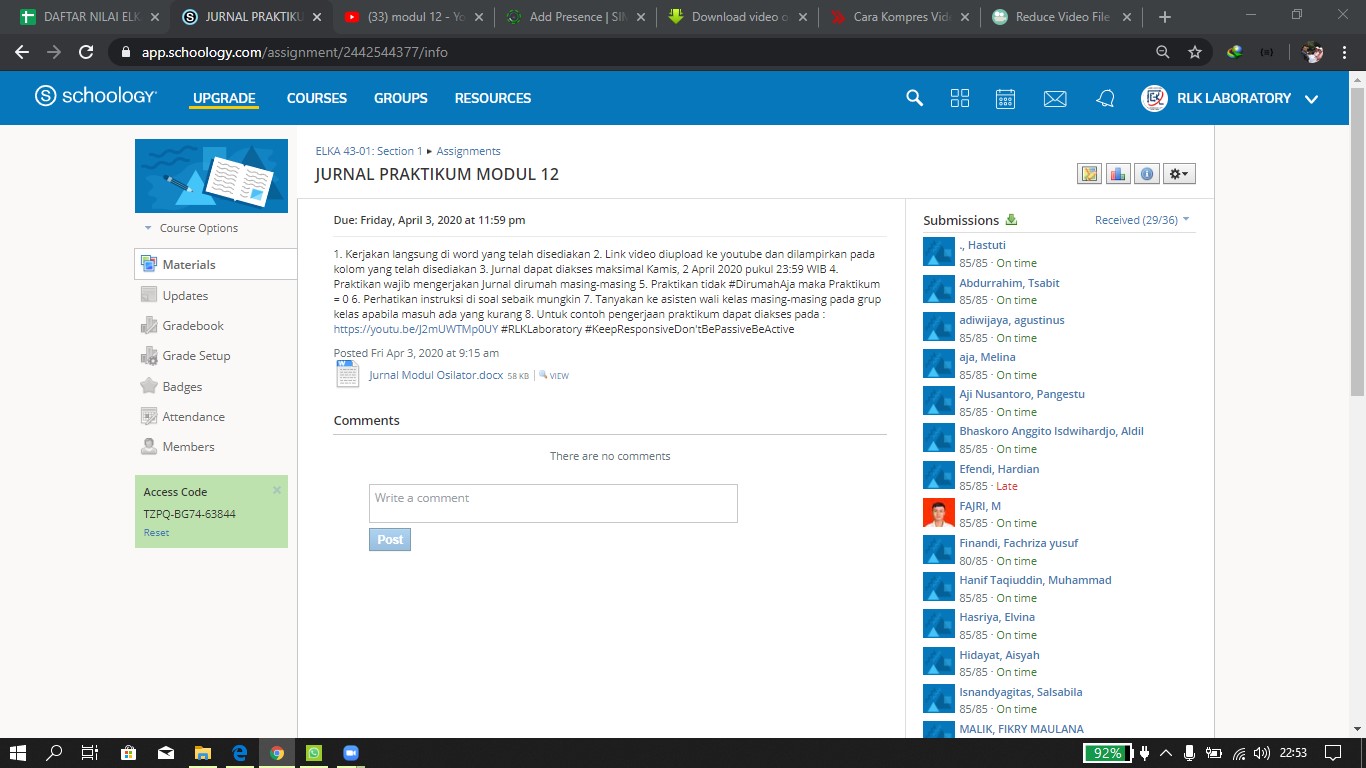 DAFTAR NILAI ELK
JURNAL PRAKTIKU
(33) modul 12 - Yo
Add Presence | SIM
Download video o
Cara Kompres Vide
Reduce Video File
app.schoology.com/assignment/2442544377/info
schoology
UPGRADE
COURSES
GROUPS
RESOURCES
RLK LABORATORY
Course Options
Materials
Updates
Gradebook
Grade Setup
Badges
Attendance
Members
Access Code
TZPQ-BG74-63844
Reset
ELKA 43-01: Section 1 ▸ Assignments
JURNAL PRAKTIKUM MODUL 12
Due: Friday, April 3, 2020 at 11:59 pm
1. Kerjakan langsung di word yang telah disediakan 2. Link video diupload ke youtube dan dilampirkan pada
kolom yang telah disediakan 3. Jurnal dapat diakses maksimal Kamis, 2 April 2020 pukul 23:59 WIB 4.
Praktikan wajib mengerjakan Jurnal dirumah masing-masing 5. Praktikan tidak #DirumahAja maka Praktikum
= 0 6. Perhatikan instruksi di soal sebaik mungkin 7. Tanyakan ke asisten wali kelas masing-masing pada grup
kelas apabila masuh ada yang kurang 8. Untuk contoh pengerjaan praktikum dapat diakses pada :
https://youtu.be/J2mUWTMp0UY #RLKLaboratory #KeepResponsiveDon'tBePassiveBeActive
Posted Fri Apr 3, 2020 at 9:15 am
Jurnal Modul Osilator.docx 58 KB | VIEW
Comments
There are no comments
Write a comment
Post
Submissions
Received (29/36)
., Hastuti
85/85 · On time
Abdurrahim, Tsabit
85/85 · On time
adiwijaya, agustinus
85/85 · On time
aja, Melina
85/85 · On time
Aji Nusantoro, Pangestu
85/85 · On time
Bhaskoro Anggito Isdwihardjo, Aldil
85/85 · On time
Efendi, Hardian
85/85 · Late
FAJRI, M
85/85 · On time
Finandi, Fachriza yusuf
80/85 · On time
Hanif Taqiuddin, Muhammad
85/85 · On time
Hasriya, Elvina
85/85 · On time
Hidayat, Aisyah
85/85 · On time
Isnandyagitas, Salsabila
85/85 · On time
MALIK, FIKRY MAULANA
92%
22:53